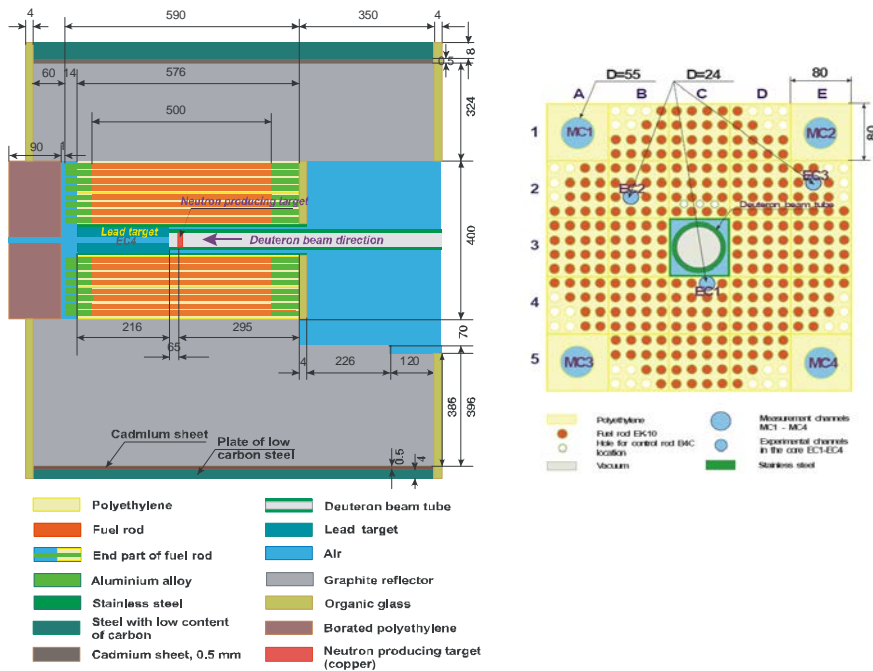 4
590
350
4
8
0.5
60
14
576
324
500
90
1
Neutron producing target
Lead target
EC4
Deuteron beam direction
400
216
295
65
70
4
226
120
386
396
Cadmium sheet
Plate of low
carbon steel
0.5
4
Polyethylene
Fuel rod
End part of fuel rod
Aluminium alloy
Stainless steel
Steel with low content
of carbon
Cadmium sheet, 0.5 mm
Deuteron beam tube
Lead target
Air
Graphite reflector
Organic glass
Borated polyethylene
Neutron producing target
(copper)
D=55
D=24
80
A
B
C
D
E
1
MC1
MC2
80
2
EC2
EC3
Deuteron beam tube
3
EC1
4
5
MC3
MC4
Polyethylene
Fuel rod EK-10
Hole for control rod B4C
location
Vacuum
Measurement channels
MC1 - MC4
Experimental channels
in the core EC1-EC4
Stainless steel